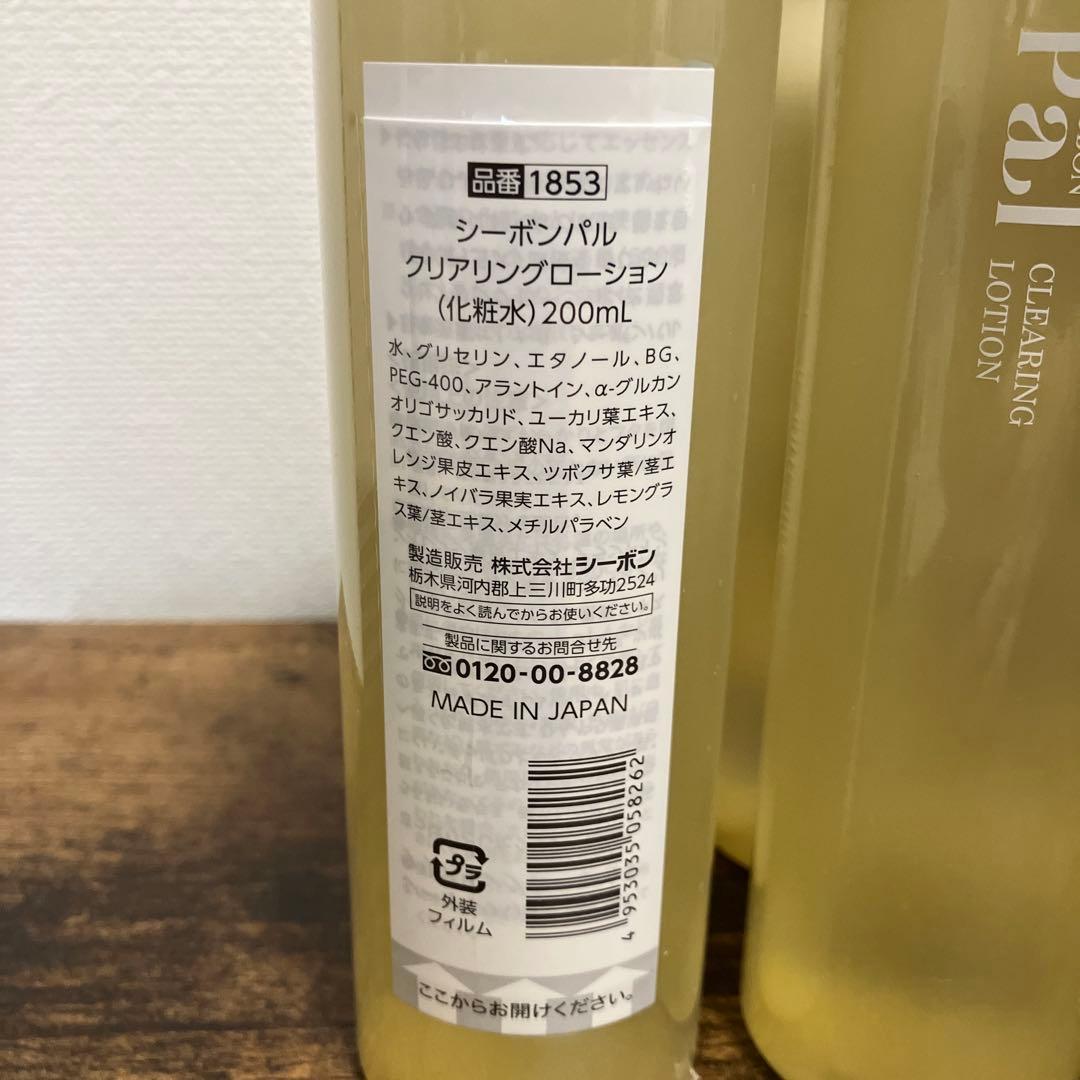 品番 1853
シーボンパル
クリアリングローション
（化粧水）200mL
水、グリセリン、エタノール、BG、
PEG-400、アラントイン、α-グルカン
オリゴサッカリド、ユーカリ葉エキス、
クエン酸、クエン酸Na、マンダリンオ
レンジ果皮エキス、ツボクサ葉/茎エ
キス、ノイバラ果実エキス、レモングラ
ス葉/茎エキス、メチルパラベン
製造販売 株式会社シーボン
栃木県河内郡上三川町多功2524
説明をよく読んでからお使いください。
製品に関するお問合せ先
0120-00-8828
MADE IN JAPAN
4953035058262
プラ
外装
フィルム
ここからお開けください。
pal
CLEARING
LOTION